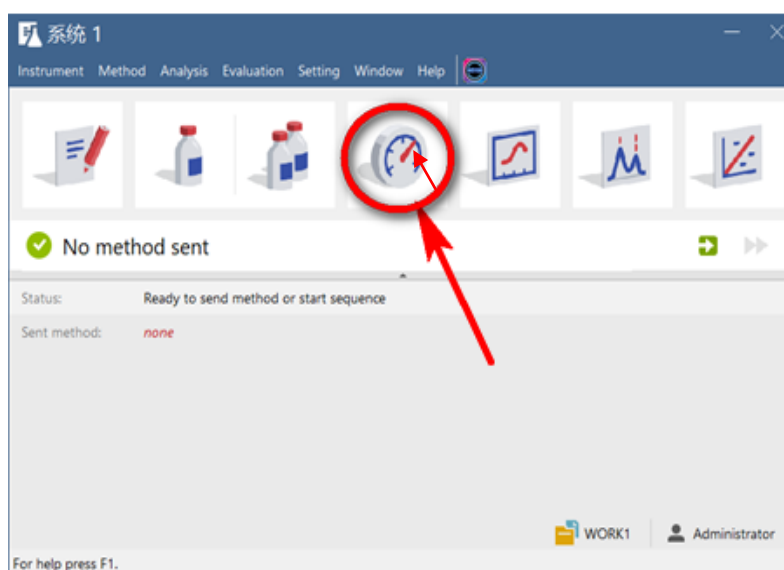 系统 1
Instrument Method Analysis Evaluation Setting Window Help
No method sent
Status: Ready to send method or start sequence
Sent method: none
WORK1 Administrator
For help press F1.